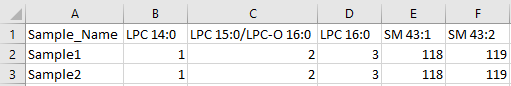 A B C D E F
1 Sample_Name LPC 14:0 LPC 15:0/LPC-O 16:0 LPC 16:0 SM 43:1 SM 43:2
2 Sample1 1 2 3 118 119
3 Sample2 1 2 3 118 119